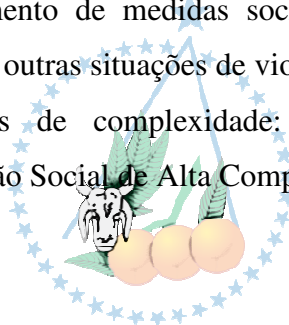 mento de medidas soc
outras situações de vio
s de complexidade:
ão Social de Alta Comp